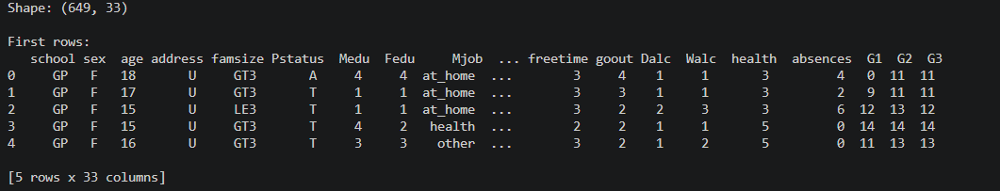 Shape: (649, 33)
First rows:
school sex age address famsize Pstatus Medu Fedu Mjob ... freetime goout Dalc Walc health absences G1 G2 G3
0 GP F 18 U GT3 A 4 4 at_home ... 3 4 1 1 3 4 0 11 11
1 GP F 17 U GT3 T 1 1 at_home ... 3 3 1 1 3 2 9 11 11
2 GP F 15 U LE3 T 1 1 at_home ... 3 2 2 3 3 6 12 13 12
3 GP F 15 U GT3 T 4 2 health ... 2 2 1 1 5 0 14 14 14
4 GP F 16 U GT3 T 3 3 other ... 3 2 1 2 5 0 11 13 13
[5 rows x 33 columns]